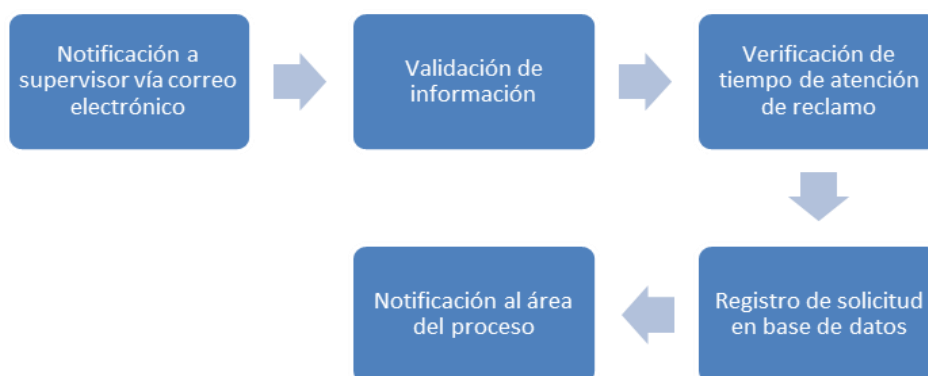 Notificación a
supervisor vía correo
electrónico
Validación de
información
Verificación de
tiempo de atención
de reclamo
Registro de solicitud
en base de datos
Notificación al área
del proceso